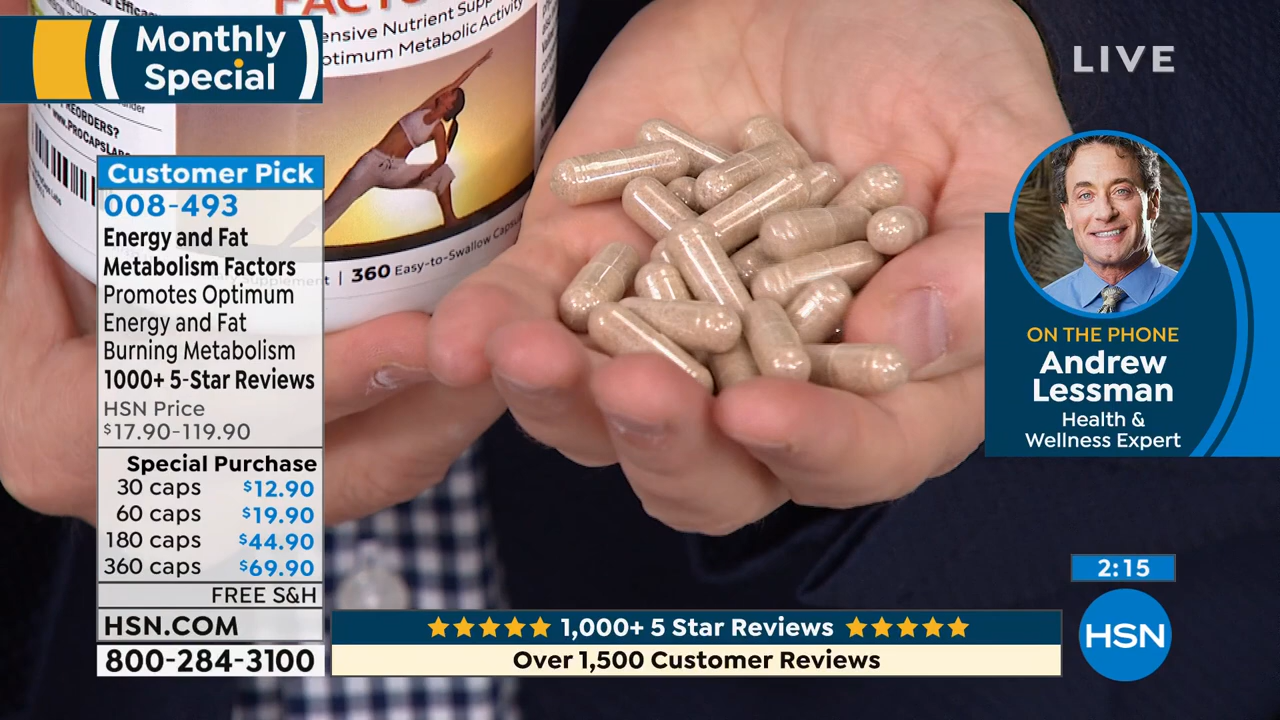 Monthly
Special
FACTO
ensive Nutrient Supp
optimum Metabolic Activity
REORDERS?
www.PROCAPSLABS
360 Easy-to-Swallow Capsu
LIVE
Customer Pick
008-493
Energy and Fat
Metabolism Factors
Promotes Optimum
Energy and Fat
Burning Metabolism
1000+ 5-Star Reviews
HSN Price
$17.90-119.90
Special Purchase
30 caps $12.90
60 caps $19.90
180 caps $44.90
360 caps $69.90
FREE S&H
HSN.COM
800-284-3100
ON THE PHONE
Andrew
Lessman
Health &
Wellness Expert
2:15
HSN
1,000+ 5 Star Reviews
Over 1,500 Customer Reviews